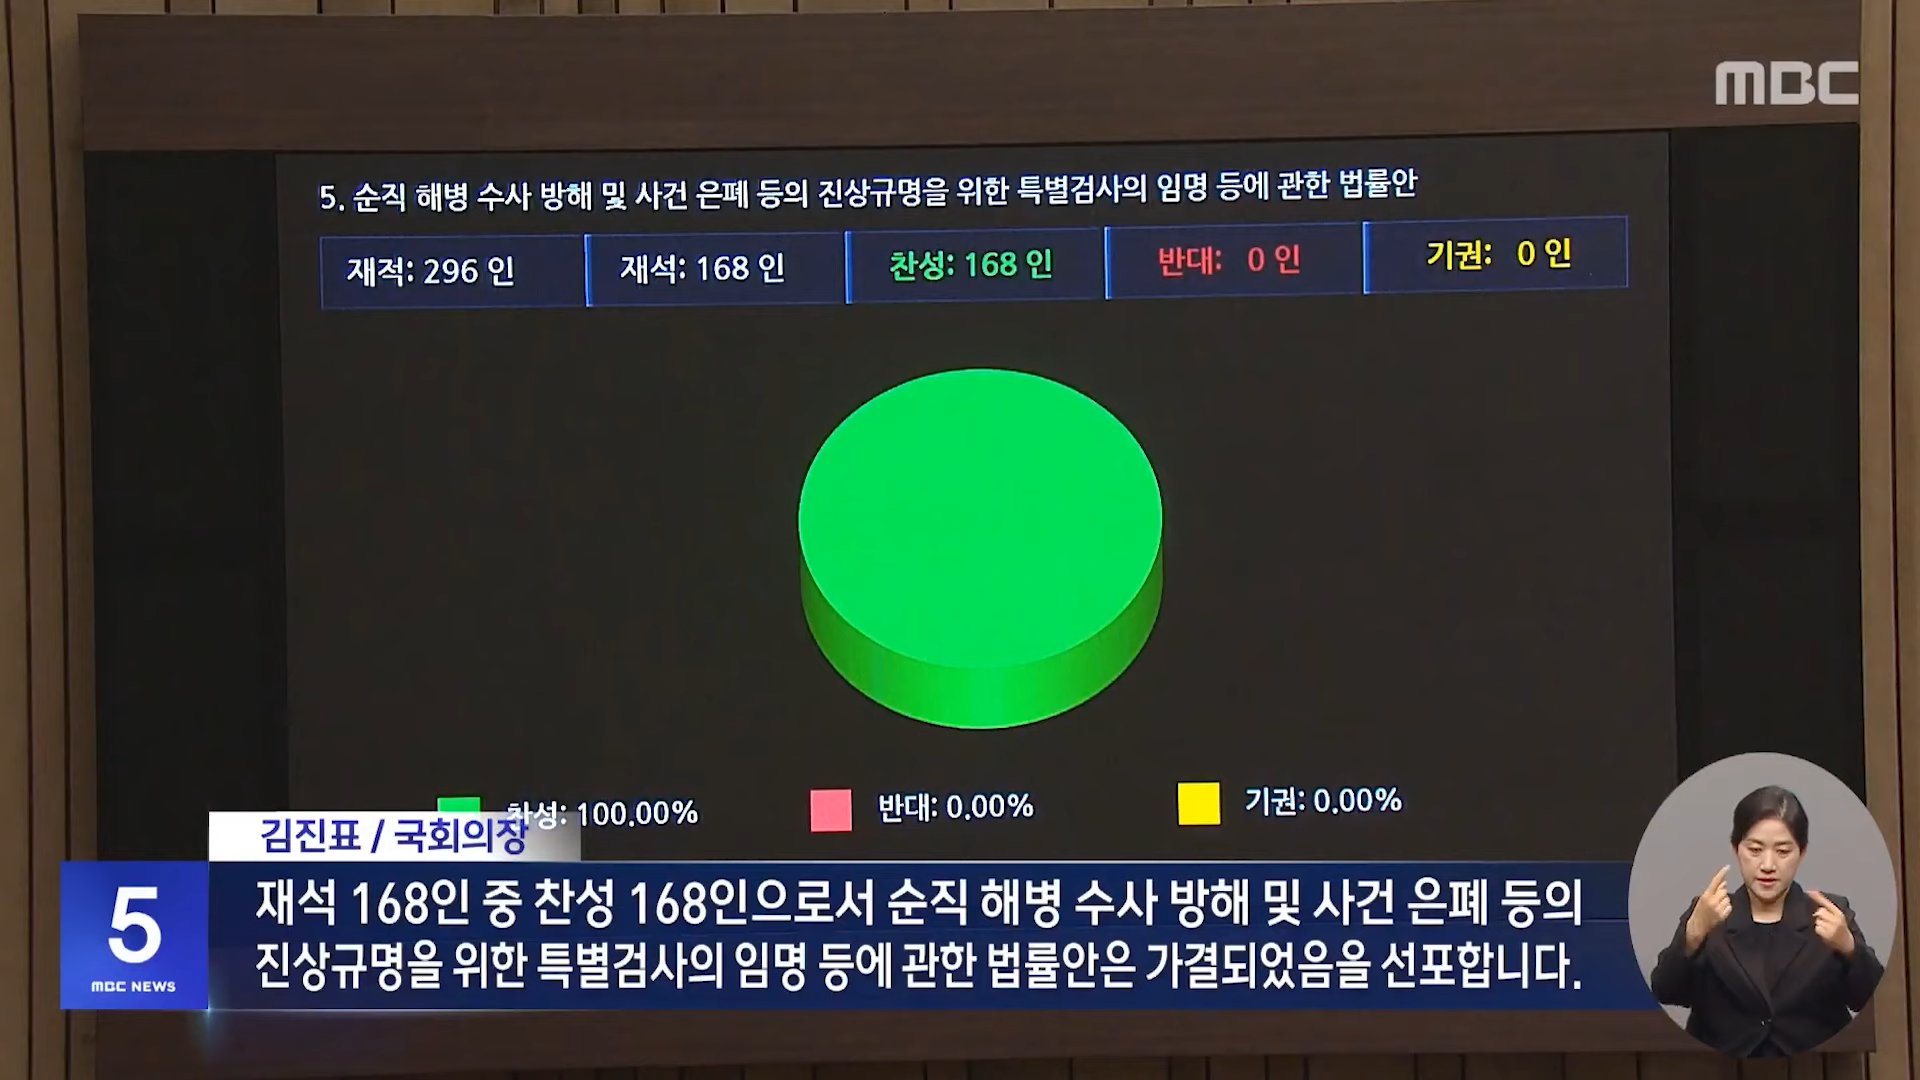 MBC
5. 순직 해병 수사 방해 및 사건 은폐 등의 진상규명을 위한 특별검사의 임명 등에 관한 법률안
재적: 296 인 재석: 168 인 찬성: 168 인 반대: 0 인 기권: 0 인
찬성: 100.00% 반대: 0.00% 기권: 0.00%
김진표 / 국회의장
재석 168인 중 찬성 168인으로서 순직 해병 수사 방해 및 사건 은폐 등의
진상규명을 위한 특별검사의 임명 등에 관한 법률안은 가결되었음을 선포합니다.
5
MBC NEWS